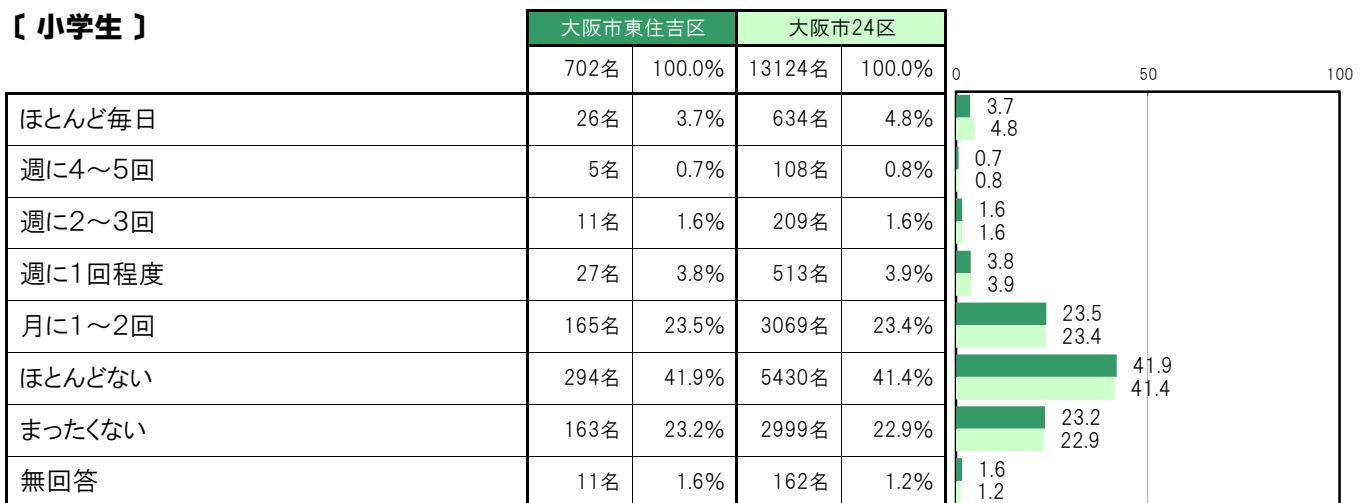 〔 小学生 〕
大阪市東住吉区 大阪市24区
702名 100.0% 13124名 100.0%
0 50 100
ほとんど毎日 26名 3.7% 634名 4.8% 3.7 4.8
週に4～5回 5名 0.7% 108名 0.8% 0.7 0.8
週に2～3回 11名 1.6% 209名 1.6% 1.6 1.6
週に1回程度 27名 3.8% 513名 3.9% 3.8 3.9
月に1～2回 165名 23.5% 3069名 23.4% 23.5 23.4
ほとんどない 294名 41.9% 5430名 41.4% 41.9 41.4
まったくない 163名 23.2% 2999名 22.9% 23.2 22.9
無回答 11名 1.6% 162名 1.2% 1.6 1.2